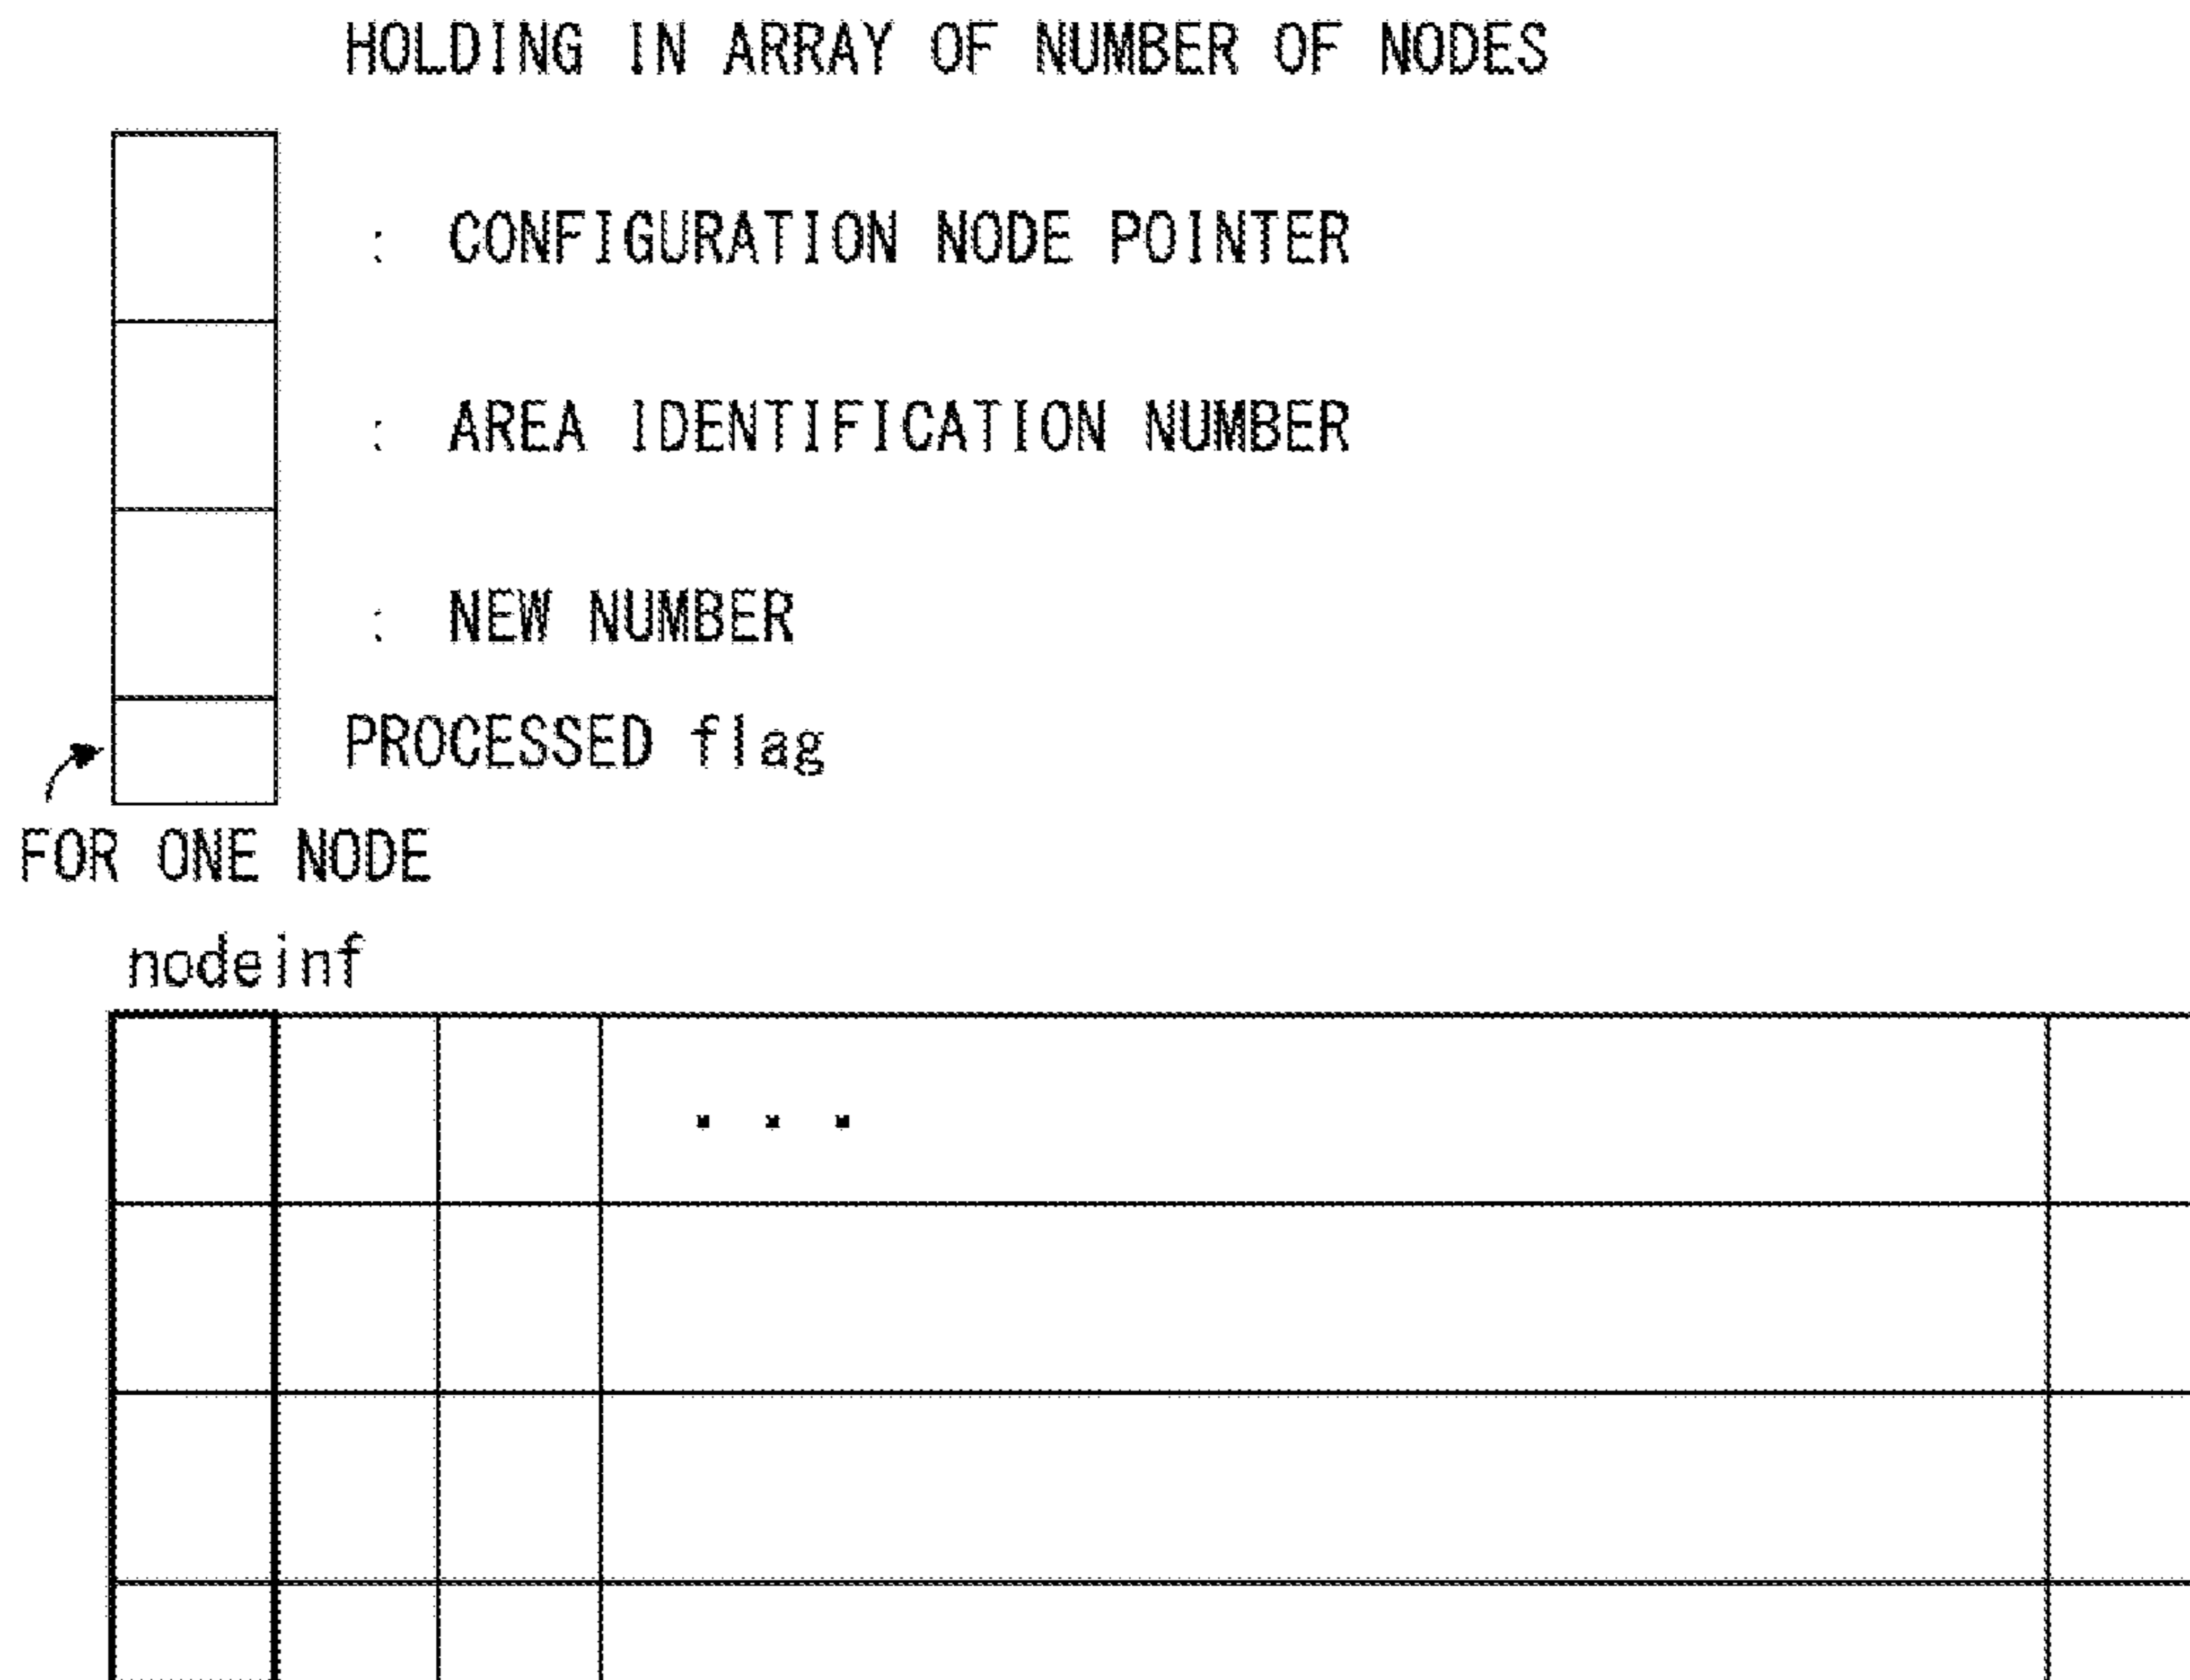 HOLDING IN ARRAY OF NUMBER OF NODES
: CONFIGURATION NODE POINTER
: AREA IDENTIFICATION NUMBER
: NEW NUMBER
PROCESSED flag
FOR ONE NODE
nodeinf
. . .